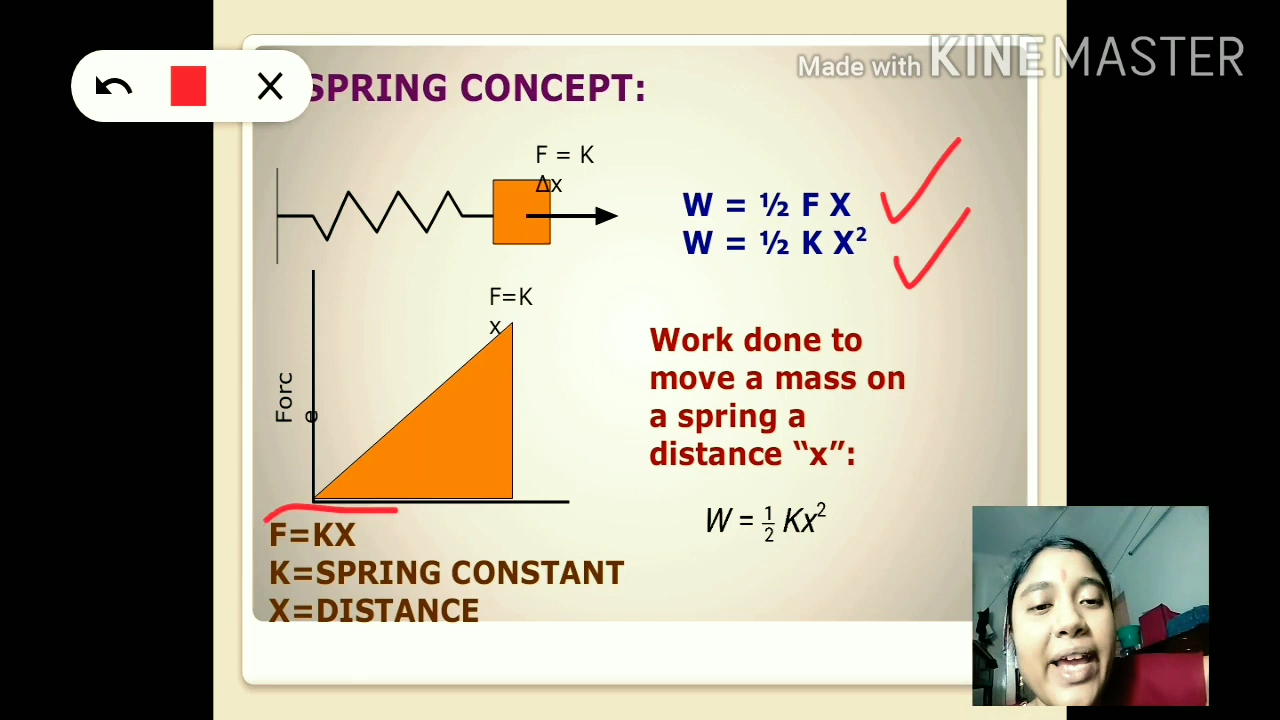 Made with KINEMASTER
SPRING CONCEPT:
F = K
Δx
W = ½ F X
W = ½ K X²
F=K
x
Forc
e
Work done to
move a mass on
a spring a
distance “x”:
W = ½ Kx²
F=KX
K=SPRING CONSTANT
X=DISTANCE